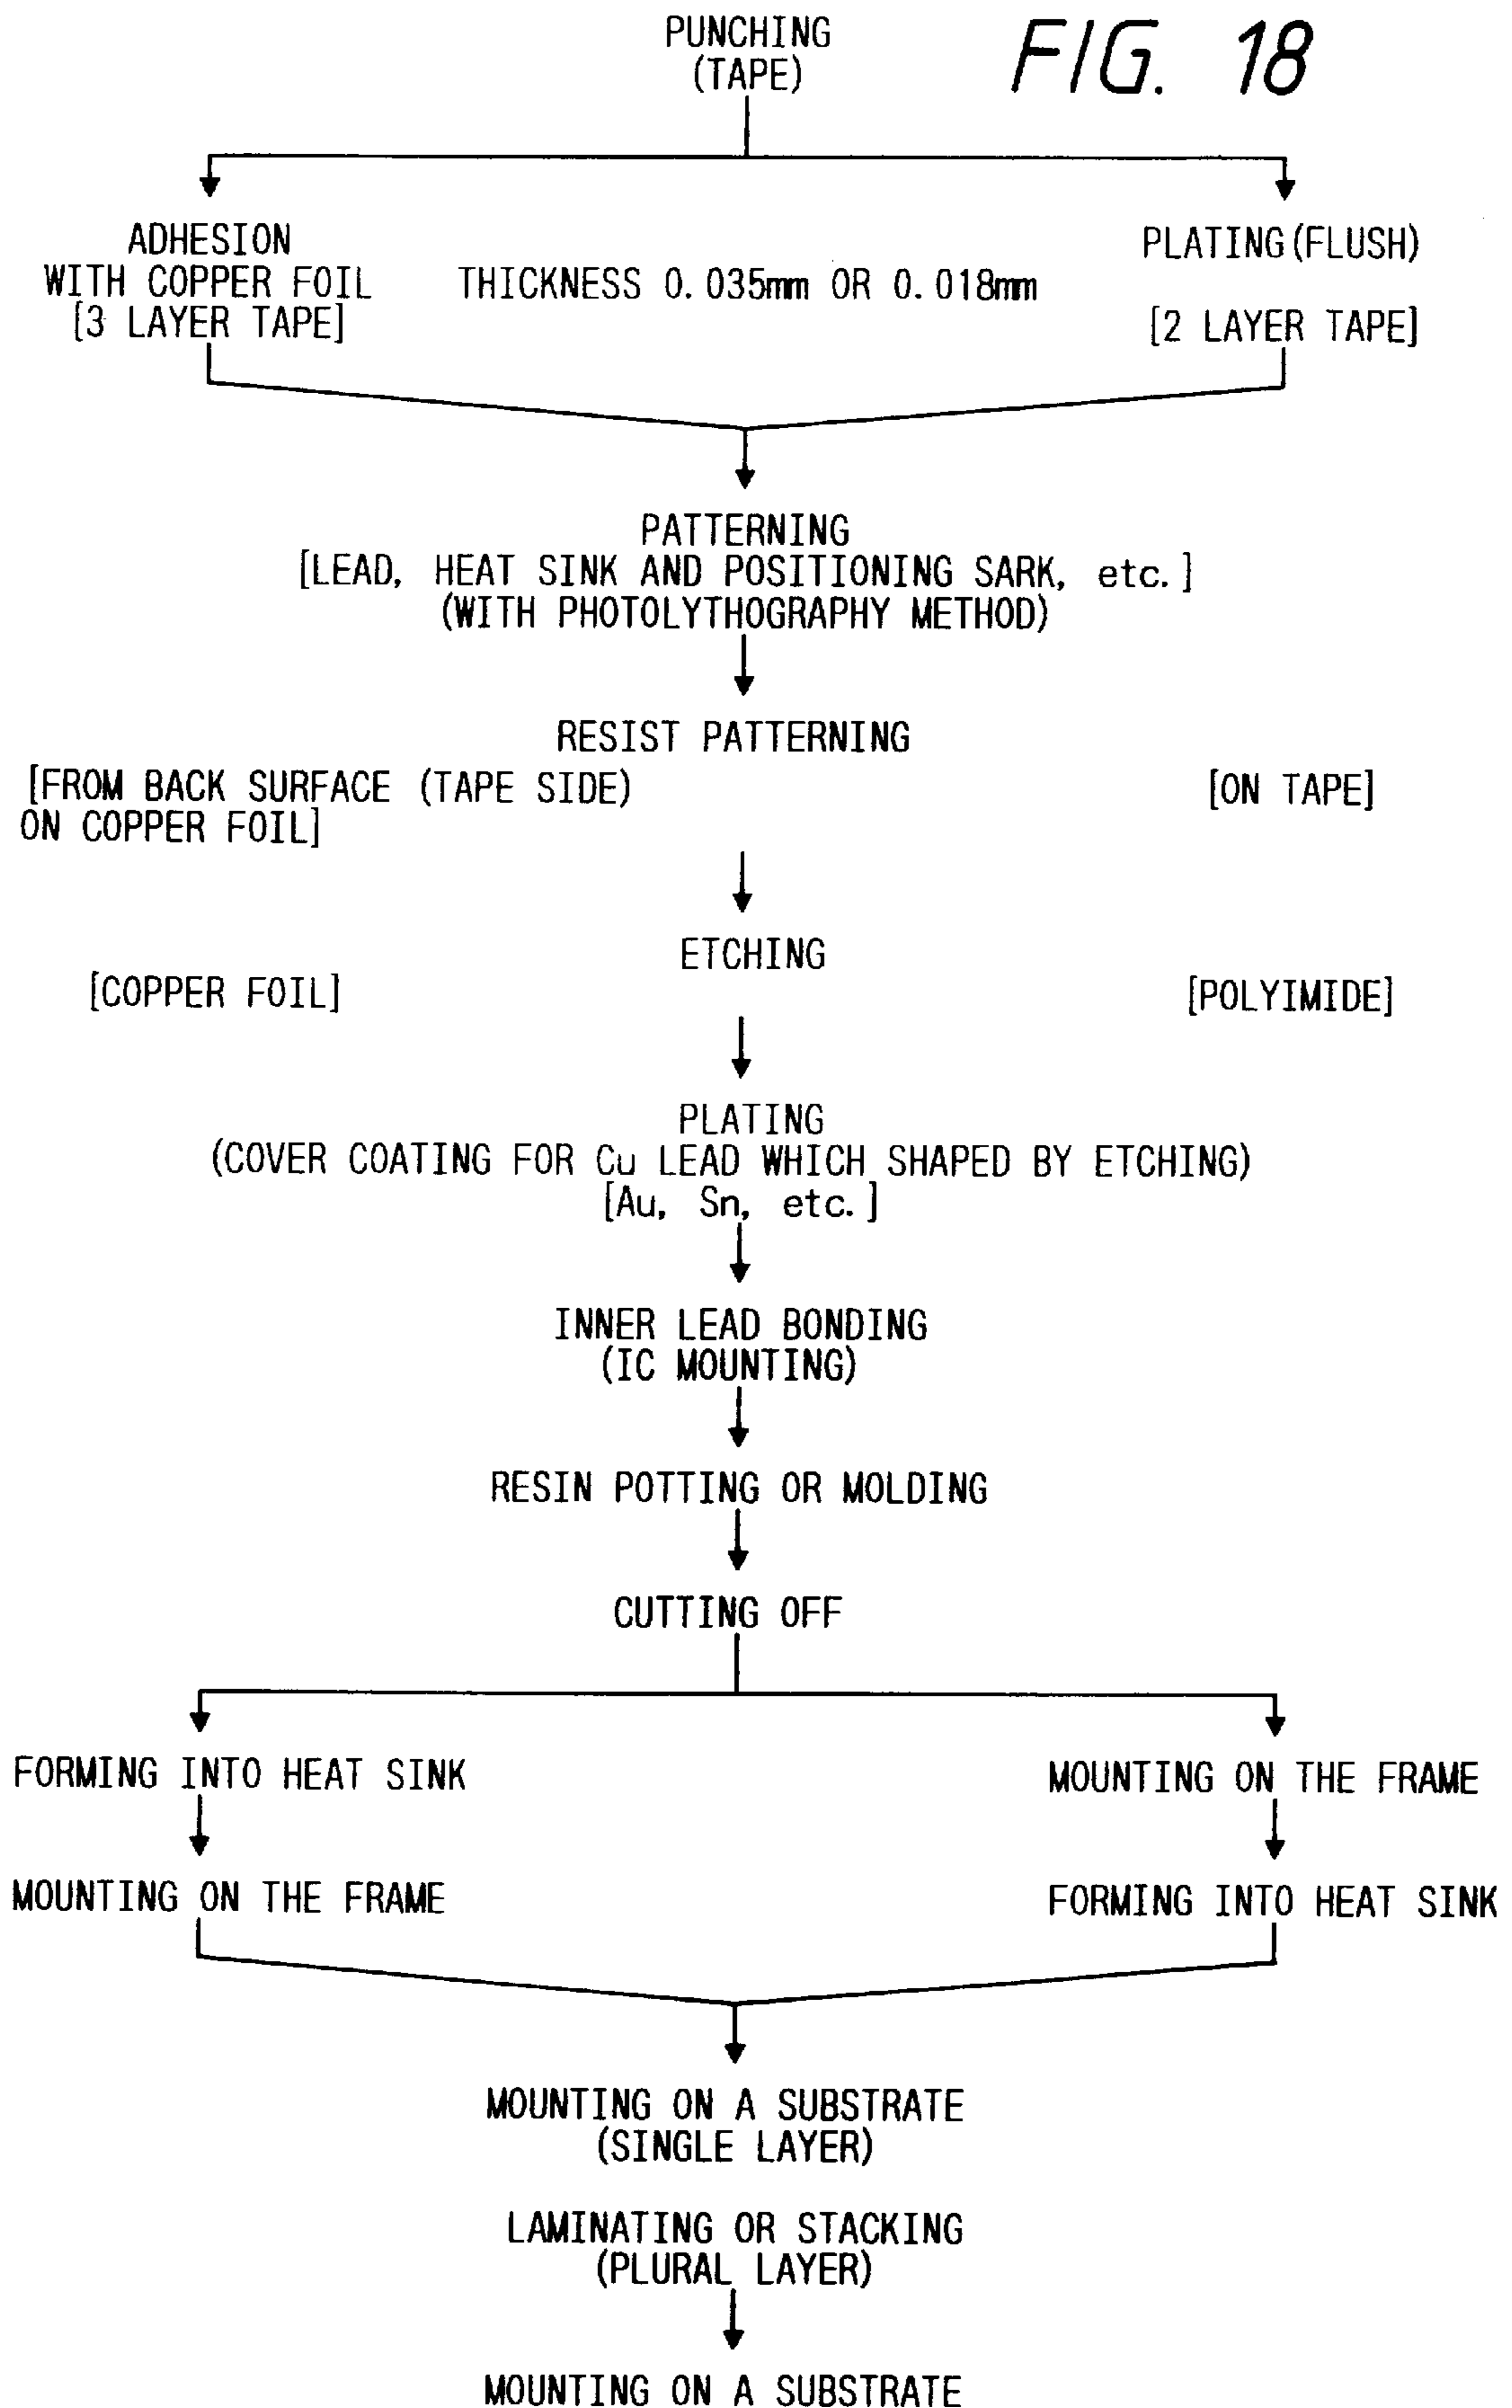 PUNCHING
(TAPE)
FIG. 18
ADHESION
WITH COPPER FOIL
[3 LAYER TAPE]
THICKNESS 0.035mm OR 0.018mm
PLATING(FLUSH)
[2 LAYER TAPE]
PATTERNING
[LEAD, HEAT SINK AND POSITIONING SARK, etc.]
(WITH PHOTOLYTHOGRAPHY METHOD)
RESIST PATTERNING
[FROM BACK SURFACE (TAPE SIDE)
ON COPPER FOIL]
[ON TAPE]
ETCHING
[COPPER FOIL]
[POLYIMIDE]
PLATING
(COVER COATING FOR Cu LEAD WHICH SHAPED BY ETCHING)
[Au, Sn, etc.]
INNER LEAD BONDING
(IC MOUNTING)
RESIN POTTING OR MOLDING
CUTTING OFF
FORMING INTO HEAT SINK
MOUNTING ON THE FRAME
MOUNTING ON THE FRAME
FORMING INTO HEAT SINK
MOUNTING ON A SUBSTRATE
(SINGLE LAYER)
LAMINATING OR STACKING
(PLURAL LAYER)
MOUNTING ON A SUBSTRATE